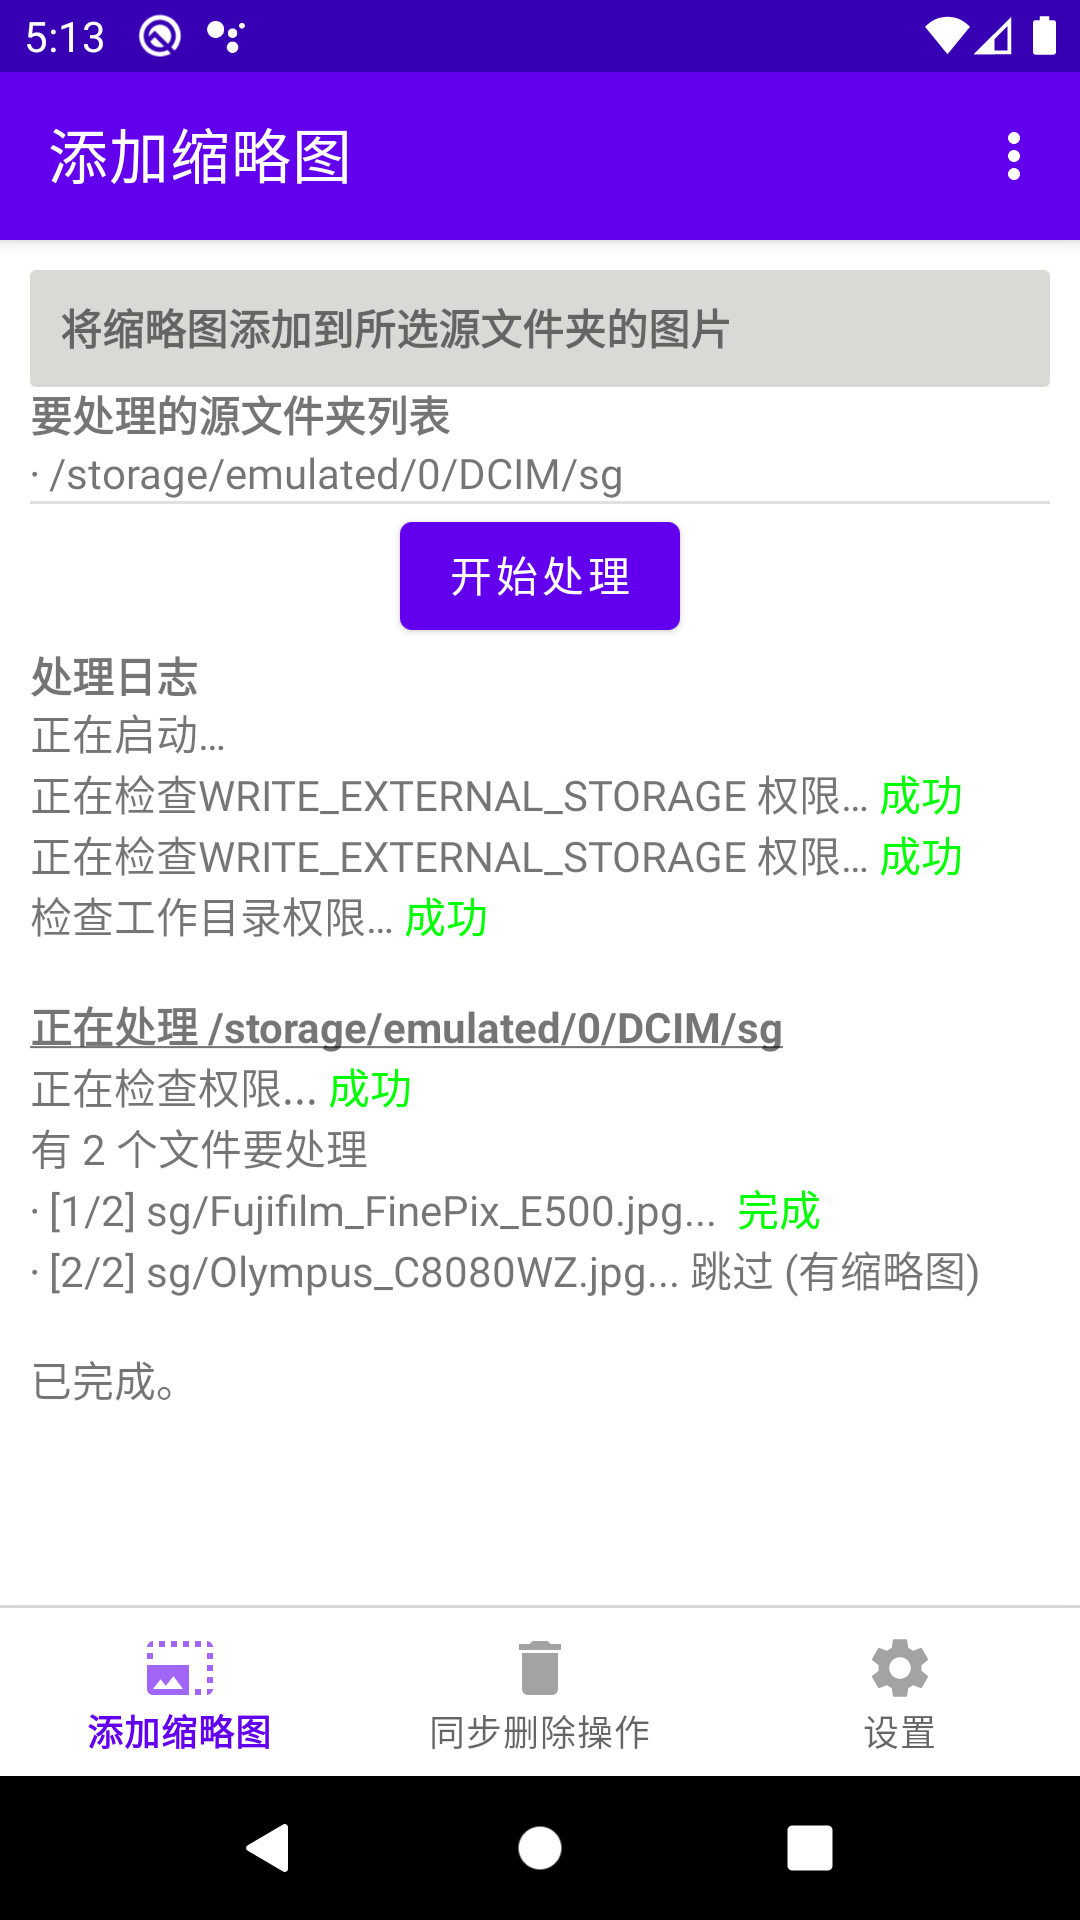 5:13
添加缩略图
将缩略图添加到所选源文件夹的图片
要处理的源文件夹列表
· /storage/emulated/0/DCIM/sg
开始处理
处理日志
正在启动…
正在检查WRITE_EXTERNAL_STORAGE 权限… 成功
正在检查WRITE_EXTERNAL_STORAGE 权限… 成功
检查工作目录权限… 成功
正在处理 /storage/emulated/0/DCIM/sg
正在检查权限... 成功
有 2 个文件要处理
· [1/2] sg/Fujifilm_FinePix_E500.jpg... 完成
· [2/2] sg/Olympus_C8080WZ.jpg... 跳过 (有缩略图)
已完成。
添加缩略图
同步删除操作
设置